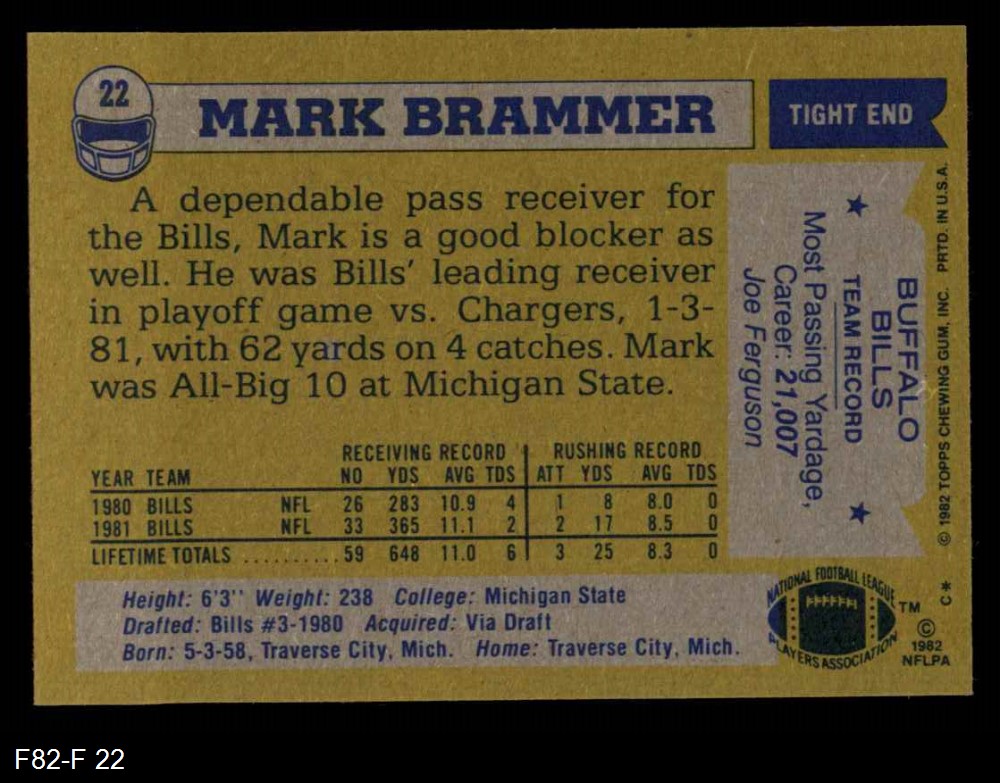 22
MARK BRAMMER
TIGHT END
A dependable pass receiver for
the Bills, Mark is a good blocker as
well. He was Bills' leading receiver
in playoff game vs. Chargers, 1-3-
81, with 62 yards on 4 catches. Mark
was All-Big 10 at Michigan State.
BUFFALO
BILLS
★ TEAM RECORD ★
Most Passing Yardage,
Career: 21,007
Joe Ferguson
© 1982 TOPPS CHEWING GUM, INC. PRTD. IN U.S.A.
C*
RECEIVING RECORD RUSHING RECORD
YEAR TEAM NO YDS AVG TDS ATT YDS AVG TDS
1980 BILLS NFL 26 283 10.9 4 1 8 8.0 0
1981 BILLS NFL 33 365 11.1 2 2 17 8.5 0
LIFETIME TOTALS .......... 59 648 11.0 6 3 25 8.3 0
Height: 6'3'' Weight: 238 College: Michigan State
Drafted: Bills #3-1980 Acquired: Via Draft
Born: 5-3-58, Traverse City, Mich. Home: Traverse City, Mich.
NATIONAL FOOTBALL LEAGUE
PLAYERS ASSOCIATION
TM
©
1982
NFLPA
F82-F 22